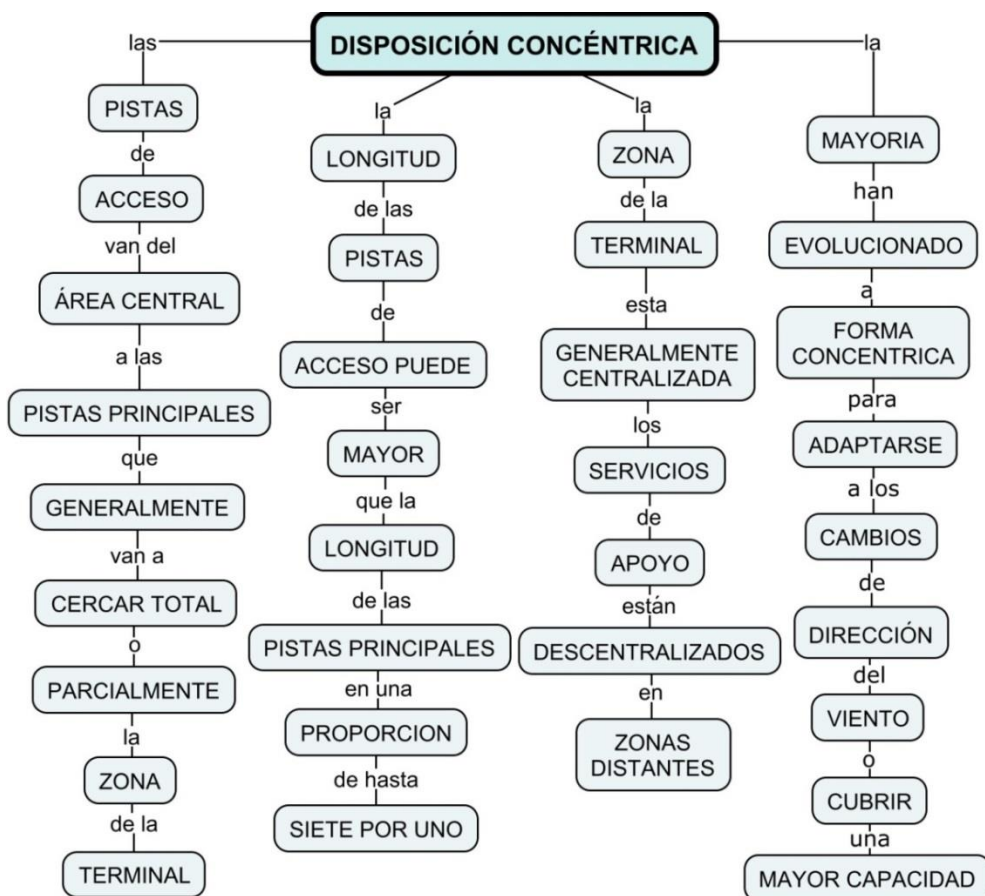 DISPOSICIÓN CONCÉNTRICA
las
PISTAS
de
ACCESO
van del
ÁREA CENTRAL
a las
PISTAS PRINCIPALES
que
GENERALMENTE
van a
CERCAR TOTAL
o
PARCIALMENTE
la
ZONA
de la
TERMINAL
la
LONGITUD
de las
PISTAS
de
ACCESO PUEDE
ser
MAYOR
que la
LONGITUD
de las
PISTAS PRINCIPALES
en una
PROPORCION
de hasta
SIETE POR UNO
la
ZONA
de la
TERMINAL
esta
GENERALMENTE
CENTRALIZADA
los
SERVICIOS
de
APOYO
están
DESCENTRALIZADOS
en
ZONAS
DISTANTES
la
MAYORIA
han
EVOLUCIONADO
a
FORMA
CONCENTRICA
para
ADAPTARSE
a los
CAMBIOS
de
DIRECCIÓN
del
VIENTO
o
CUBRIR
una
MAYOR CAPACIDAD